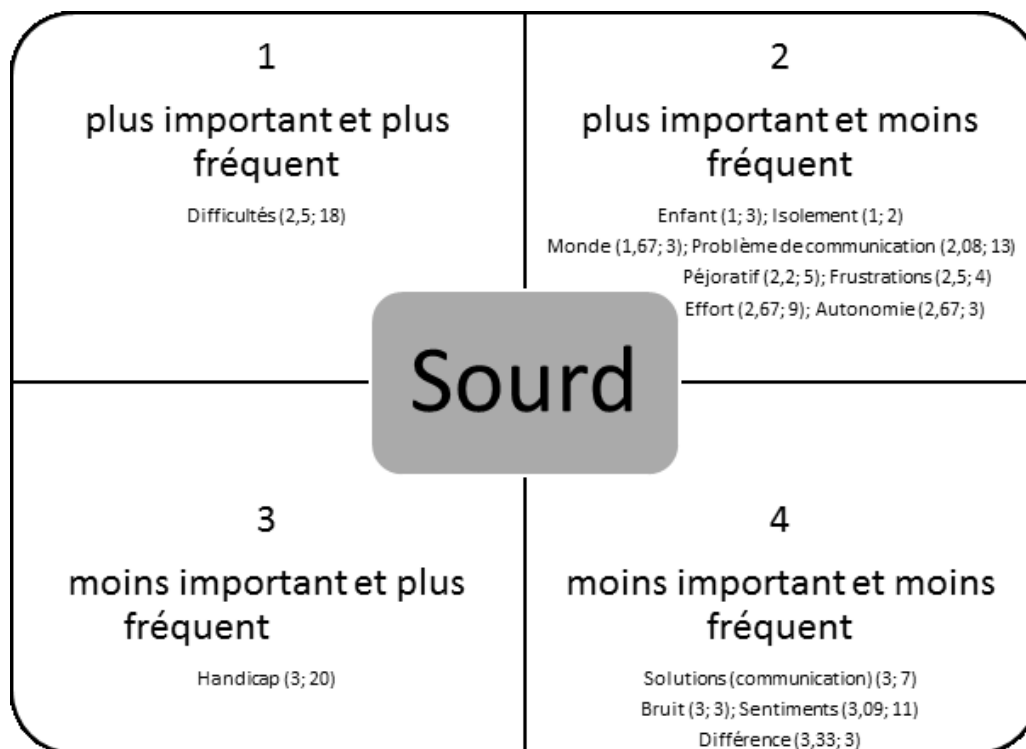 1
plus important et plus
fréquent
Difficultés (2,5; 18)
2
plus important et moins
fréquent
Enfant (1; 3); Isolement (1; 2)
Monde (1,67; 3); Problème de communication (2,08; 13)
Péjoratif (2,2; 5); Frustrations (2,5; 4)
Effort (2,67; 9); Autonomie (2,67; 3)
Sourd
3
moins important et plus
fréquent
Handicap (3; 20)
4
moins important et moins
fréquent
Solutions (communication) (3; 7)
Bruit (3; 3); Sentiments (3,09; 11)
Différence (3,33; 3)